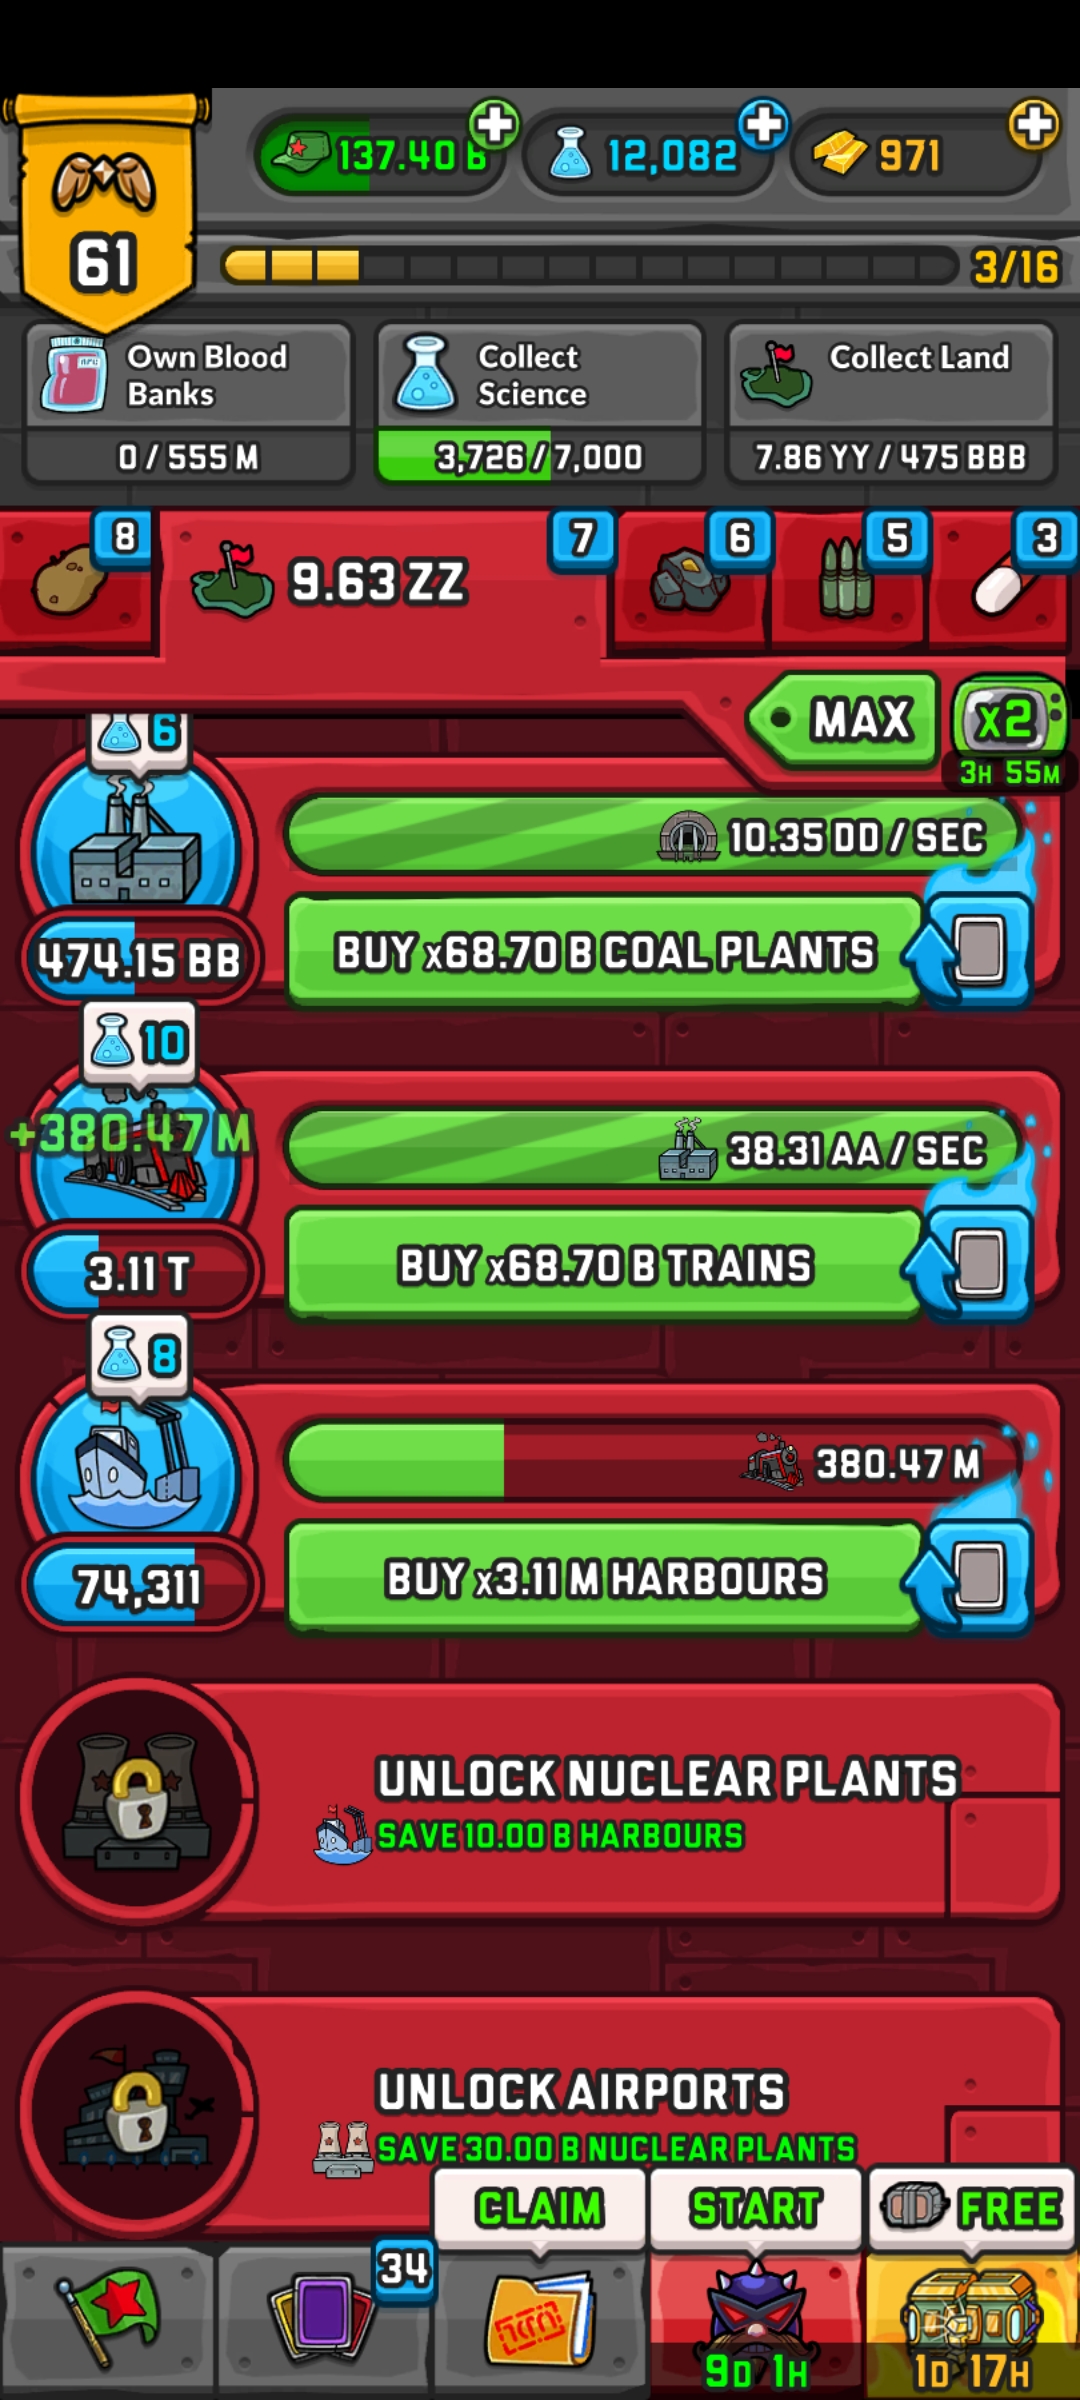 137.40 B
12,082
971
61
3/16
Own Blood
Banks
0 / 555 M
Collect
Science
3,726 / 7,000
Collect Land
7.86 YY / 475 BBB
8
9.63 ZZ
7
6
5
3
MAX
x2
3H 55M
6
10.35 DD / SEC
474.15 BB
BUY x68.70 B COAL PLANTS
10
+380.47 M
38.31 AA / SEC
3.11 T
BUY x68.70 B TRAINS
8
380.47 M
74,311
BUY x3.11 M HARBOURS
UNLOCK NUCLEAR PLANTS
SAVE 10.00 B HARBOURS
UNLOCK AIRPORTS
SAVE 30.00 B NUCLEAR PLANTS
CLAIM
START
FREE
34
9D 1H
1D 17H